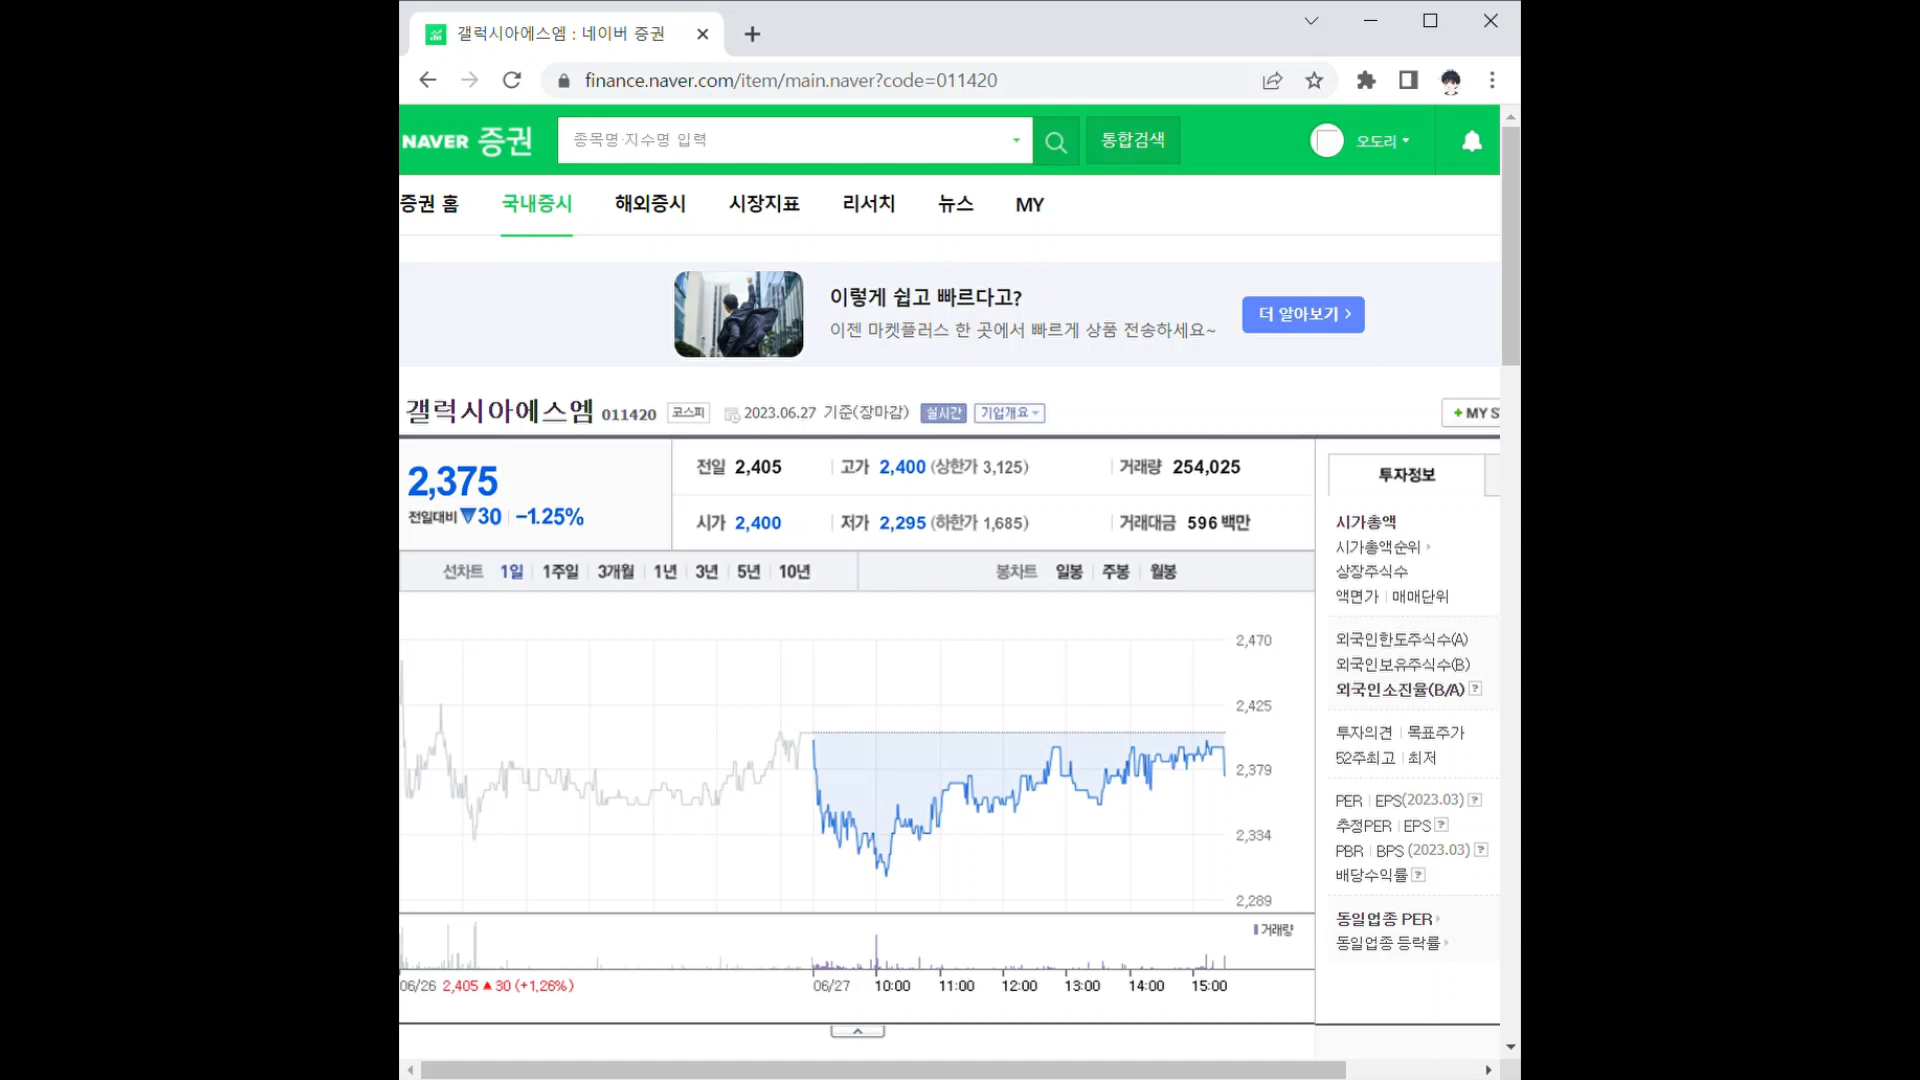 갤럭시아에스엠 : 네이버 증권
finance.naver.com/item/main.naver?code=011420
NAVER 증권
종목명·지수명 입력
통합검색
오도리
증권 홈 국내증시 해외증시 시장지표 리서치 뉴스 MY
이렇게 쉽고 빠르다고?
이젠 마켓플러스 한 곳에서 빠르게 상품 전송하세요~
더 알아보기
갤럭시아에스엠 011420 코스피 2023.06.27 기준(장마감) 실시간 기업개요
+ MY S
2,375
전일대비 ▼30 -1.25%
전일 2,405 고가 2,400 (상한가 3,125) 거래량 254,025
시가 2,400 저가 2,295 (하한가 1,685) 거래대금 596 백만
선차트 1일 1주일 3개월 1년 3년 5년 10년
봉차트 일봉 주봉 월봉
2,470
2,425
2,379
2,334
2,289
거래량
06/26 2,405 ▲ 30 (+1,26%)
06/27 10:00 11:00 12:00 13:00 14:00 15:00
투자정보
시가총액
시가총액순위
상장주식수
액면가 매매단위
외국인한도주식수(A)
외국인보유주식수(B)
외국인소진율(B/A) ?
투자의견 목표주가
52주최고 최저
PER EPS(2023.03) ?
추정PER EPS ?
PBR BPS (2023.03) ?
배당수익률 ?
동일업종 PER
동일업종 등락률